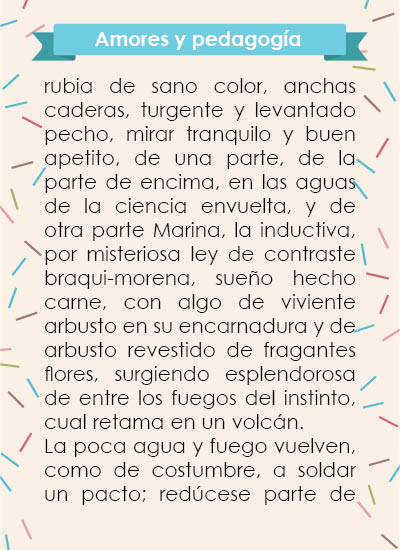 Amores y pedagogía
rubia de sano color, anchas
caderas, turgente y levantado
pecho, mirar tranquilo y buen
apetito, de una parte, de la
parte de encima, en las aguas
de la ciencia envuelta, y de
otra parte Marina, la inductiva,
por misteriosa ley de contraste
braqui-morena, sueño hecho
carne, con algo de viviente
arbusto en su encarnadura y de
arbusto revestido de fragantes
flores, surgiendo esplendorosa
de entre los fuegos del instinto,
cual retama en un volcán.
La poca agua y fuego vuelven,
como de costumbre, a soldar
un pacto; redúcese parte de